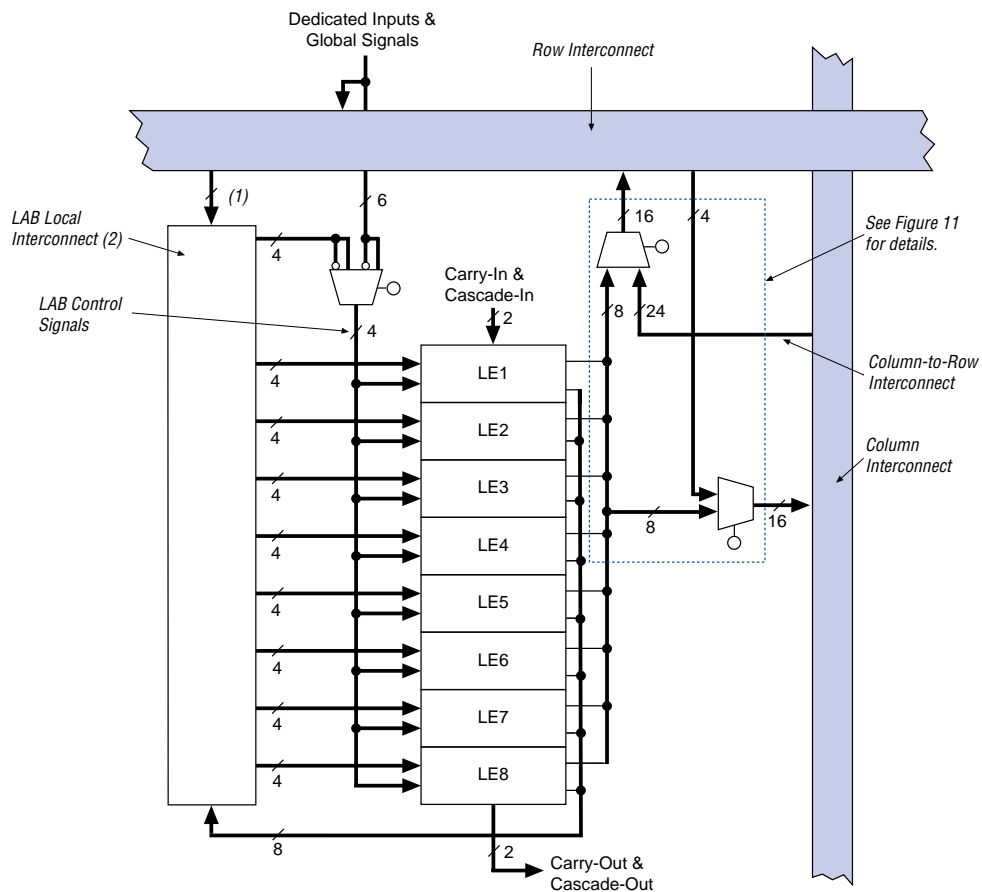 Dedicated Inputs &
Global Signals
Row Interconnect
(1)
6
16
4
LAB Local
Interconnect (2)
See Figure 11
for details.
4
Carry-In &
Cascade-In
LAB Control
Signals
4
2
8
24
Column-to-Row
Interconnect
LE1
4
LE2
4
Column
Interconnect
LE3
4
8
16
LE4
4
LE5
4
LE6
4
LE7
4
LE8
4
8
2
Carry-Out &
Cascade-Out